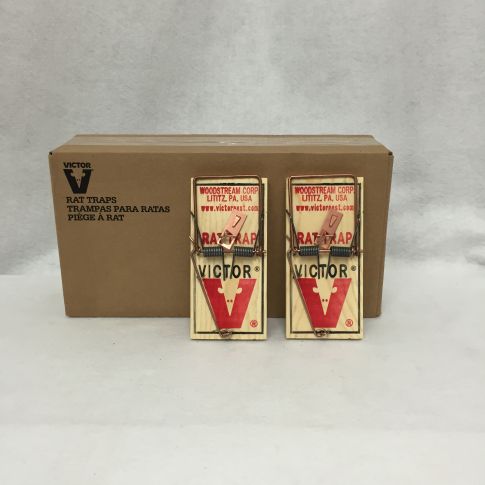 VICTOR
V
RAT TRAPS
TRAMPAS PARA RATAS
PIÈGE À RAT
WOODSTREAM CORP.
LITITZ, PA, USA
www.victorpest.com
RAT TRAP
VICTOR®
V®
WOODSTREAM CORP.
LITITZ, PA, USA
www.victorpest.com
RAT TRAP
VICTOR®
V®